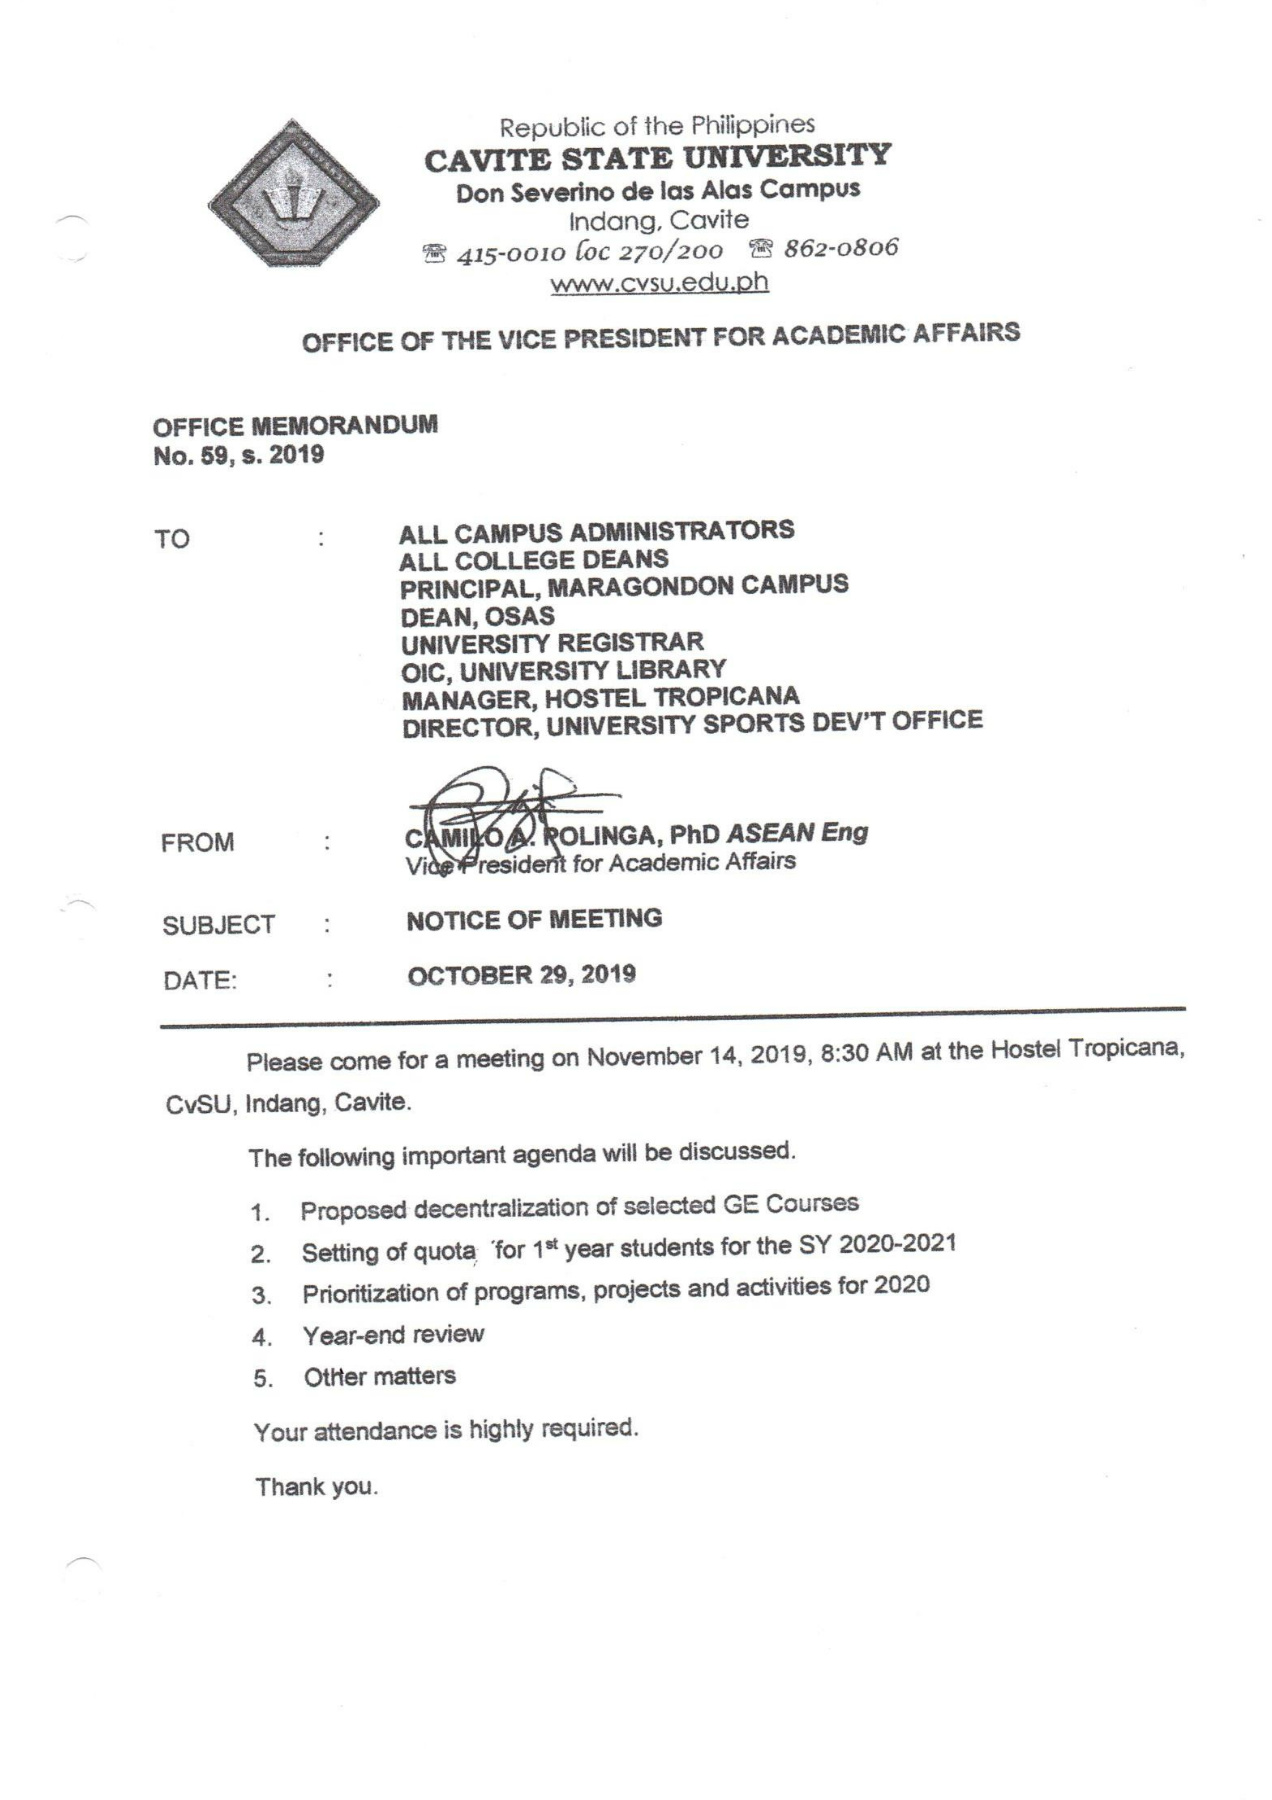 Republic of the Philippines
CAVITE STATE UNIVERSITY
Don Severino de las Alas Campus
Indang, Cavite
☏ 415-0010 loc 270/200 ☏ 862-0806
www.cvsu.edu.ph
OFFICE OF THE VICE PRESIDENT FOR ACADEMIC AFFAIRS
OFFICE MEMORANDUM
No. 59, s. 2019
TO : ALL CAMPUS ADMINISTRATORS
ALL COLLEGE DEANS
PRINCIPAL, MARAGONDON CAMPUS
DEAN, OSAS
UNIVERSITY REGISTRAR
OIC, UNIVERSITY LIBRARY
MANAGER, HOSTEL TROPICANA
DIRECTOR, UNIVERSITY SPORTS DEV'T OFFICE
FROM : CAMILO A. POLINGA, PhD ASEAN Eng
Vice President for Academic Affairs
SUBJECT : NOTICE OF MEETING
DATE: : OCTOBER 29, 2019
Please come for a meeting on November 14, 2019, 8:30 AM at the Hostel Tropicana,
CvSU, Indang, Cavite.
The following important agenda will be discussed.
1. Proposed decentralization of selected GE Courses
2. Setting of quota for 1st year students for the SY 2020-2021
3. Prioritization of programs, projects and activities for 2020
4. Year-end review
5. Other matters
Your attendance is highly required.
Thank you.